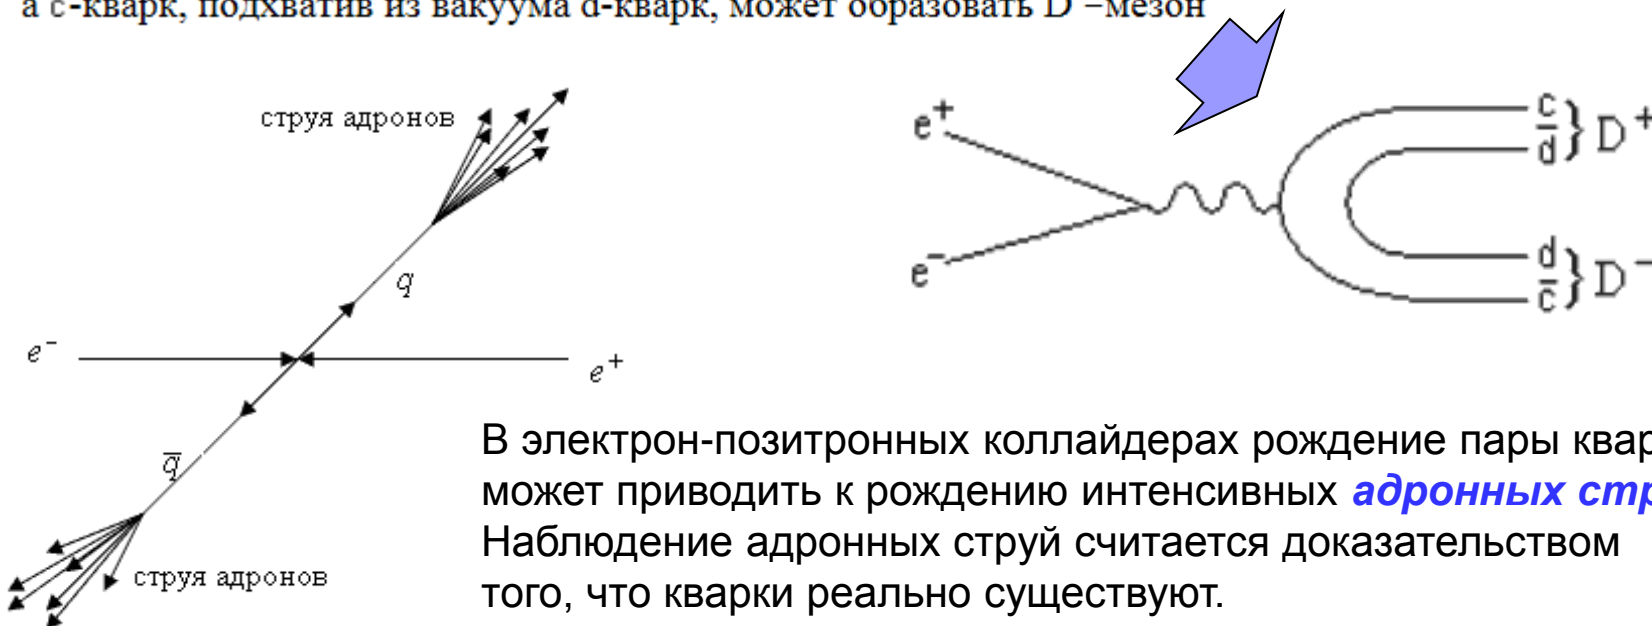 а c-кварк, подхватив из вакуума d-кварк, может образовать D –мезон
струя адронов
e⁺
c
d̅ } D⁺
q
e⁻
d
c̅ } D⁻
e⁻
e⁺
q̅
В электрон-позитронных коллайдерах рождение пары квар
может приводить к рождению интенсивных адронных стр
Наблюдение адронных струй считается доказательством
того, что кварки реально существуют.
струя адронов